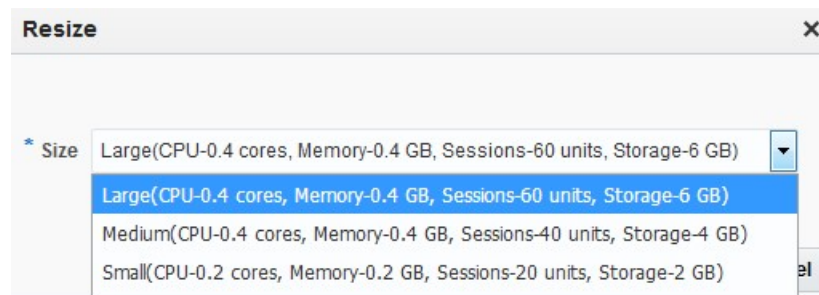 Resize
* Size Large(CPU-0.4 cores, Memory-0.4 GB, Sessions-60 units, Storage-6 GB)
Large(CPU-0.4 cores, Memory-0.4 GB, Sessions-60 units, Storage-6 GB)
Medium(CPU-0.4 cores, Memory-0.4 GB, Sessions-40 units, Storage-4 GB)
Small(CPU-0.2 cores, Memory-0.2 GB, Sessions-20 units, Storage-2 GB)
el